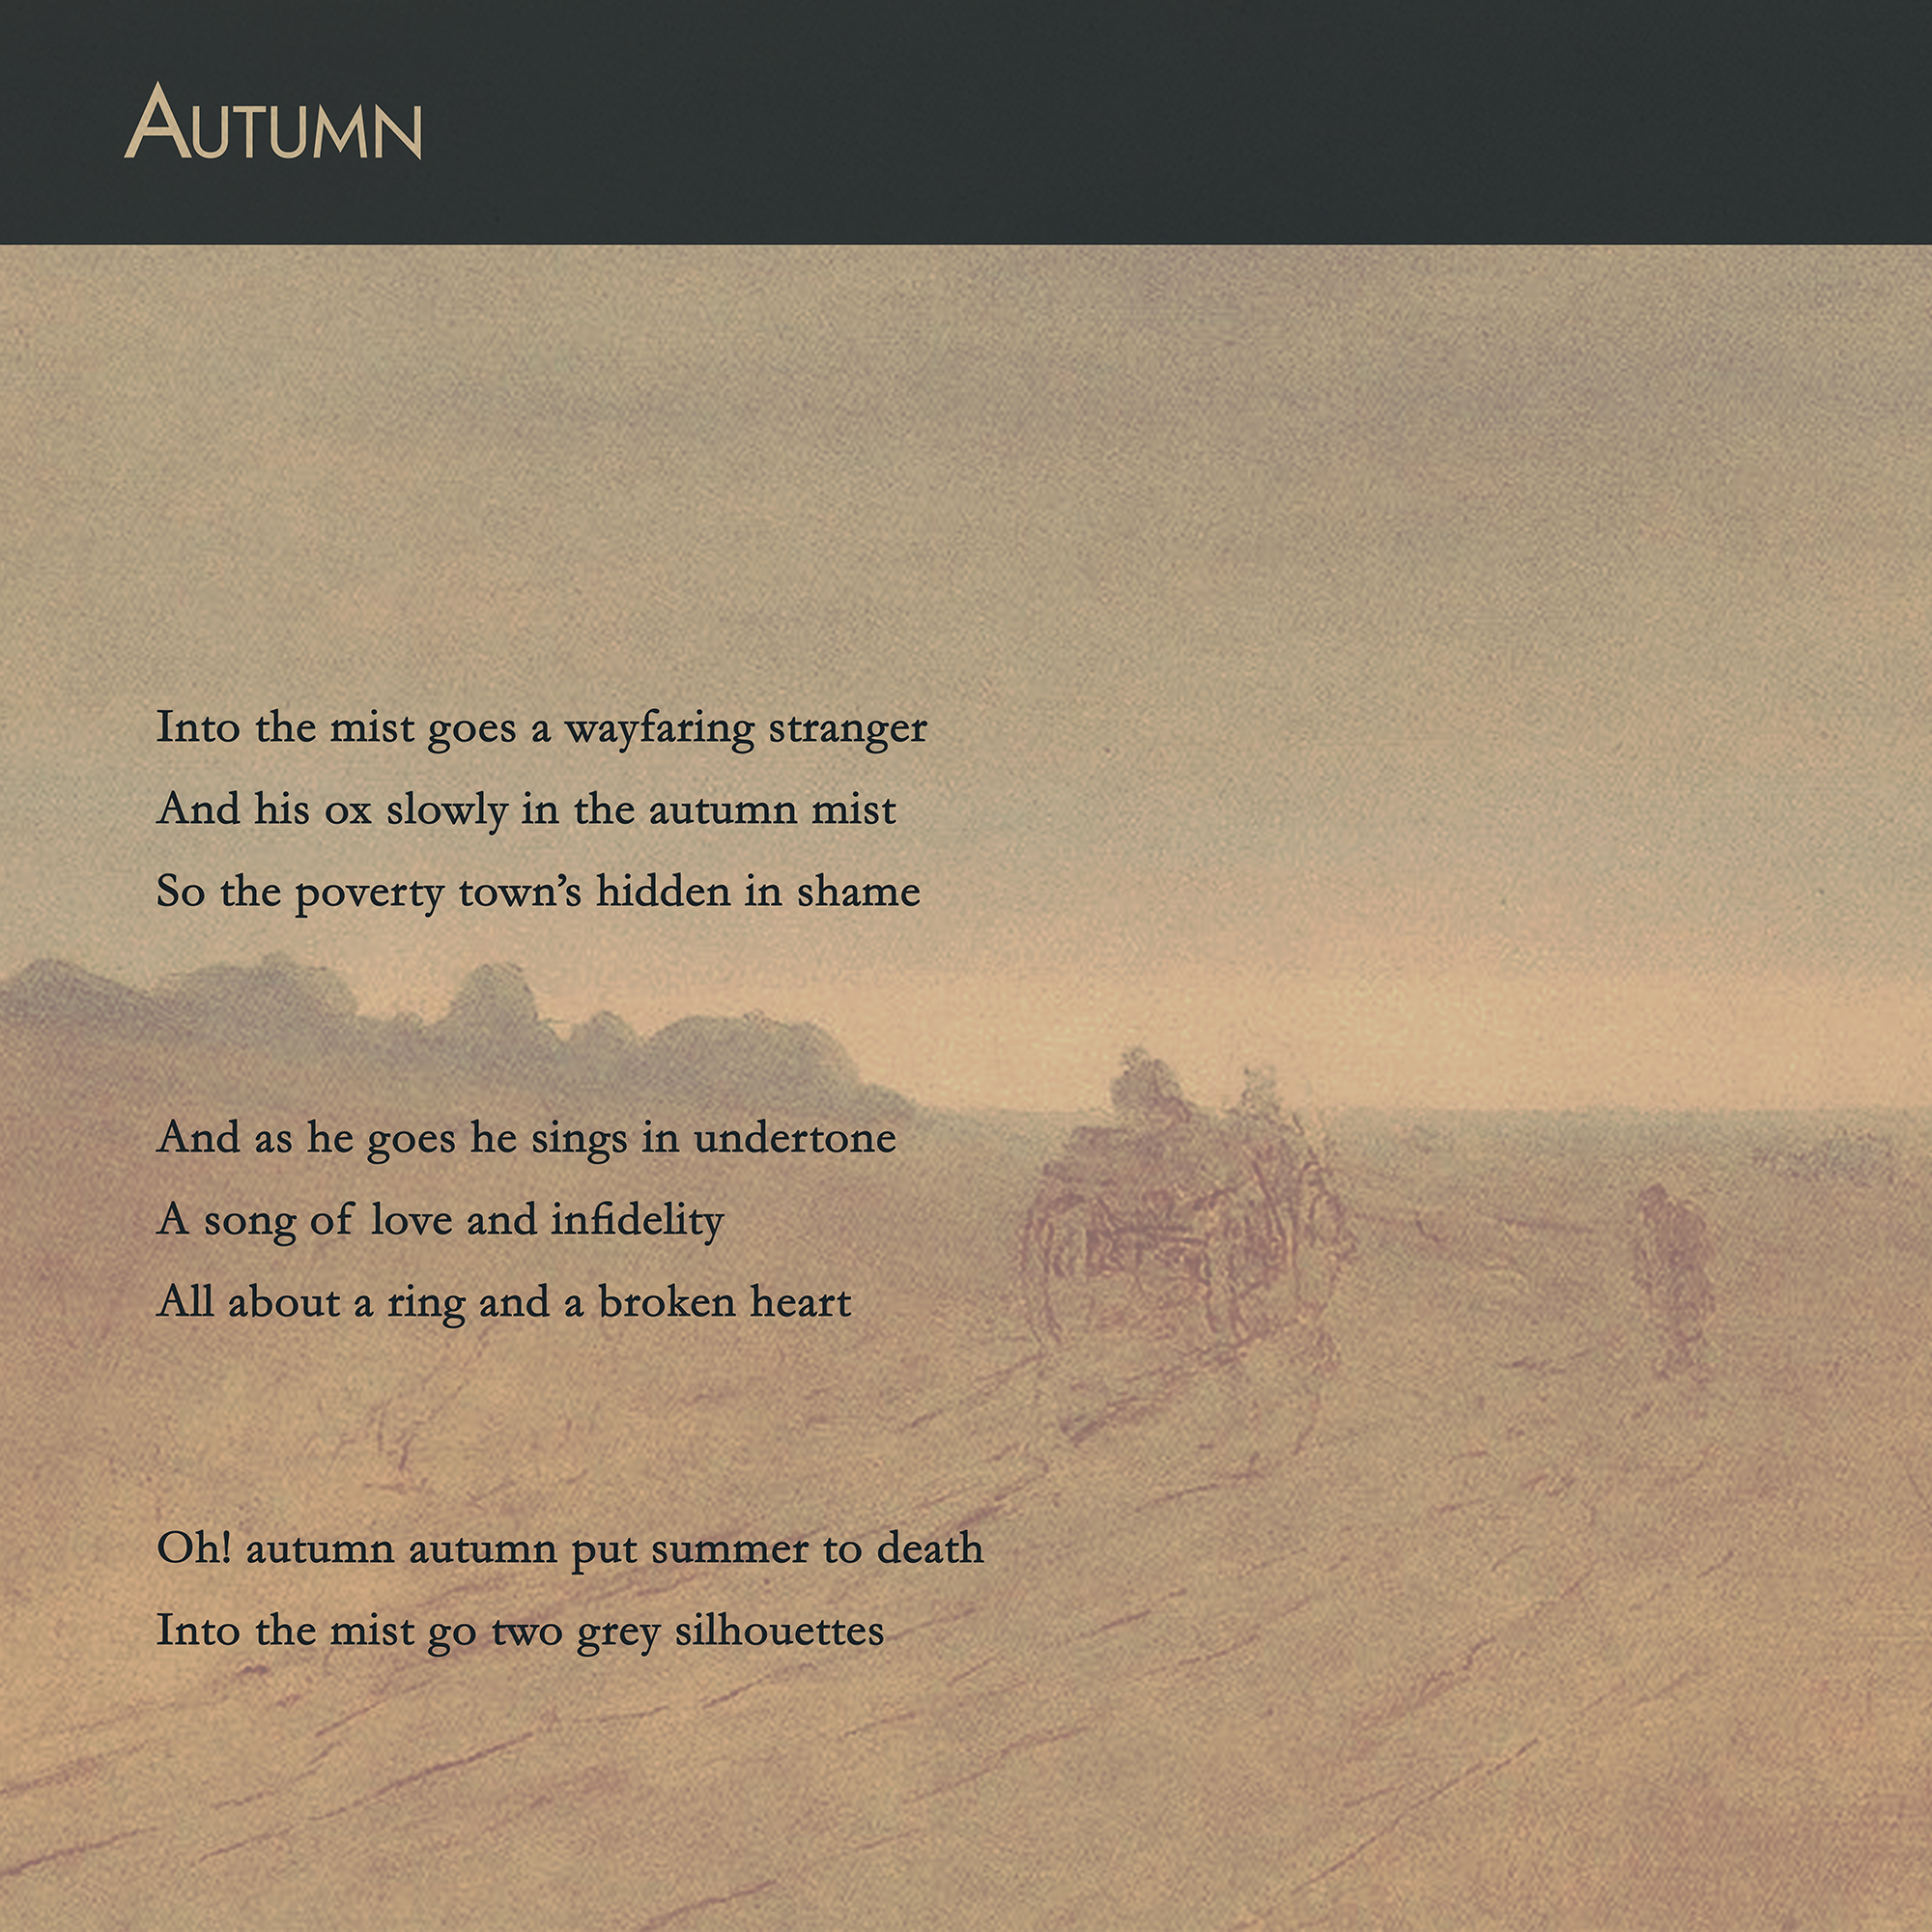 AUTUMN
Into the mist goes a wayfaring stranger
And his ox slowly in the autumn mist
So the poverty town’s hidden in shame
And as he goes he sings in undertone
A song of love and infidelity
All about a ring and a broken heart
Oh! autumn autumn put summer to death
Into the mist go two grey silhouettes